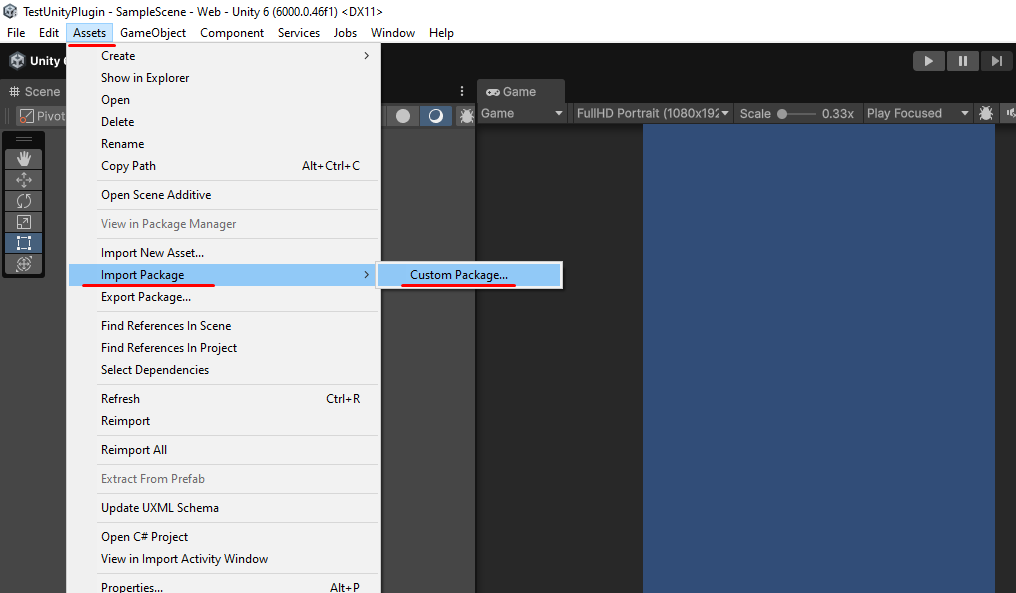 TestUnityPlugin - SampleScene - Web - Unity 6 (6000.0.46f1) <DX11>
File Edit Assets GameObject Component Services Jobs Window Help
Unity
Scene
Pivot
Create
Show in Explorer
Open
Delete
Rename
Copy Path Alt+Ctrl+C
Open Scene Additive
View in Package Manager
Import New Asset...
Import Package
Custom Package...
Export Package...
Find References In Scene
Find References In Project
Select Dependencies
Refresh Ctrl+R
Reimport
Reimport All
Extract From Prefab
Update UXML Schema
Open C# Project
View in Import Activity Window
Properties... Alt+P
Game
Game FullHD Portrait (1080x192 Scale 0.33x Play Focused